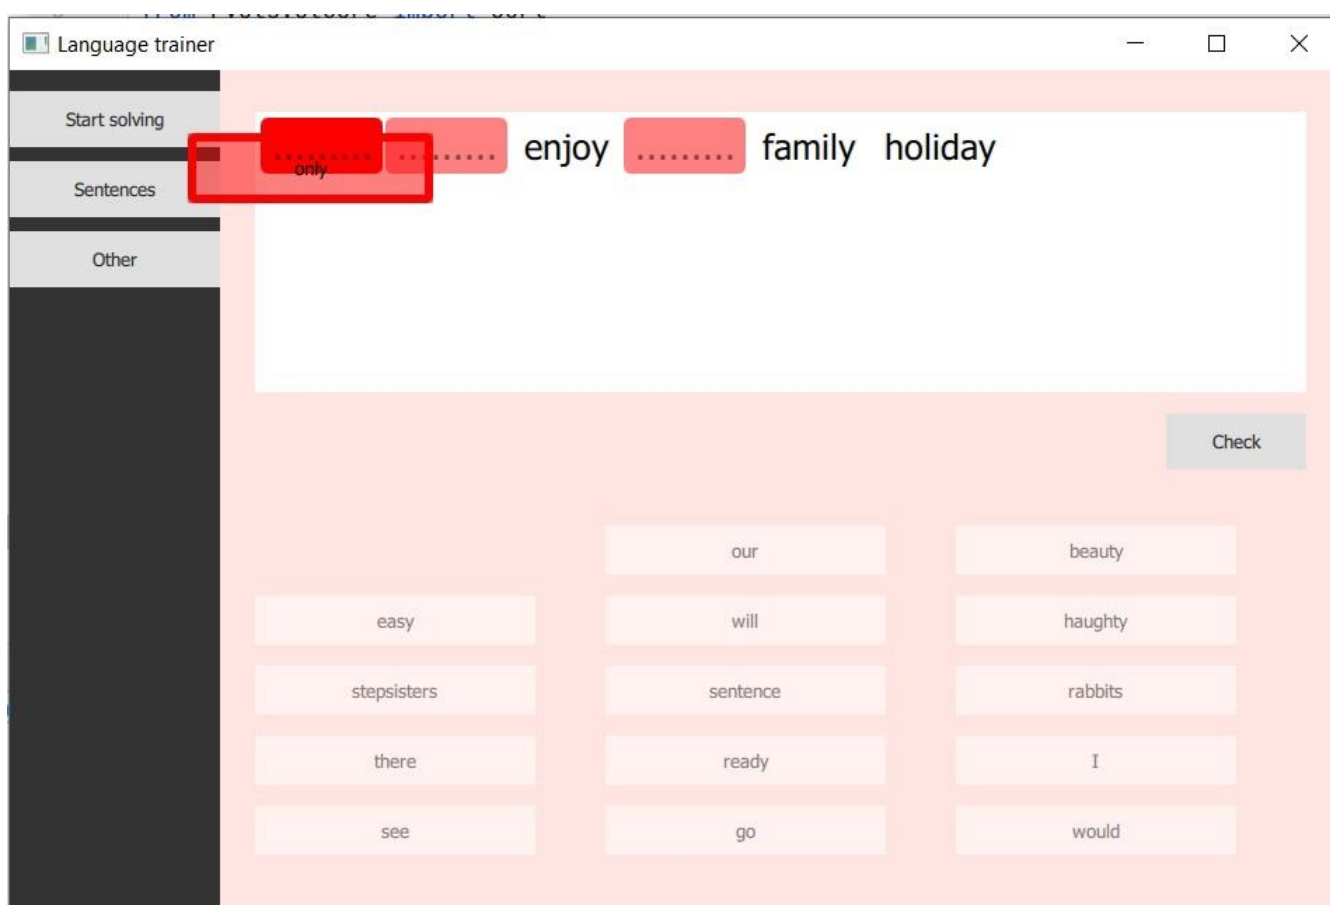 Language trainer
Start solving
Sentences
Other
......... ......... enjoy ......... family holiday
only
Check
our beauty
easy will haughty
stepsisters sentence rabbits
there ready I
see go would